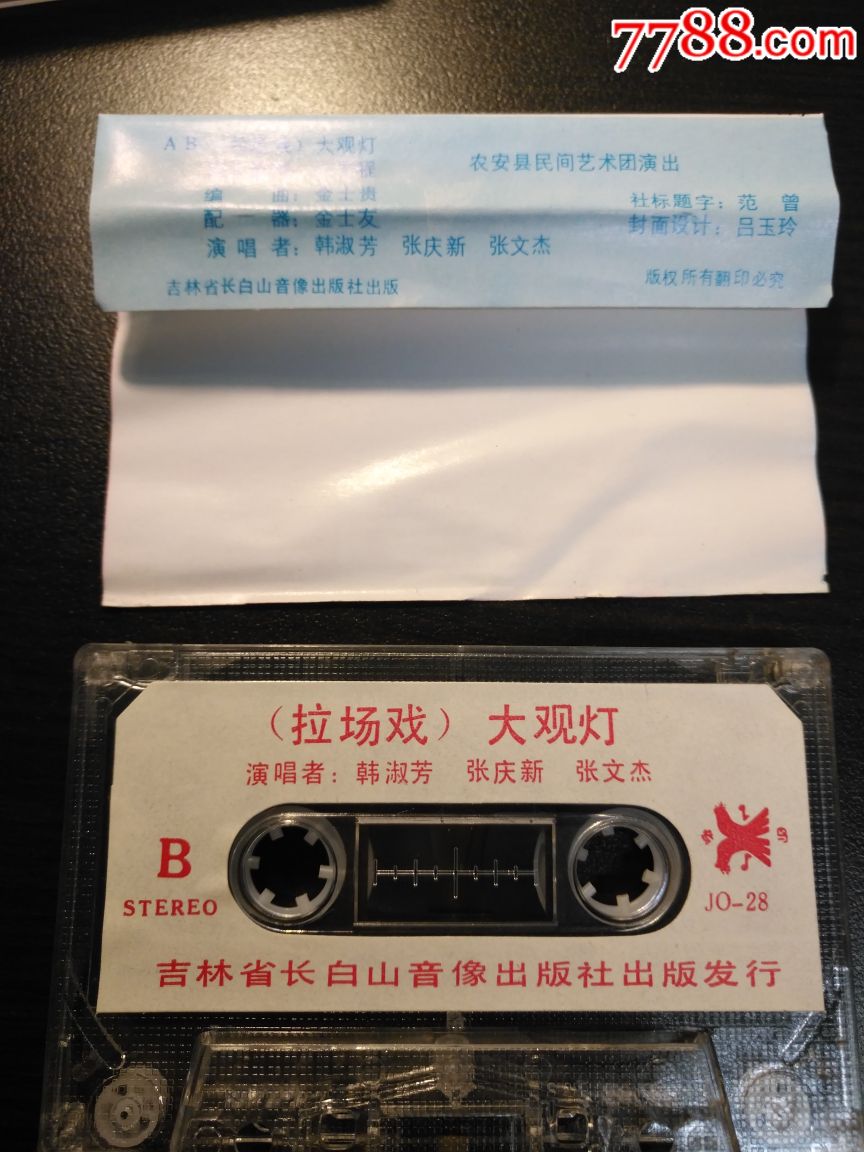 7788.com
AB 大观灯
农安县民间艺术团演出
编 曲：金士贵
社标题字：范 曾
配 器：金士友
封面设计：吕玉玲
演唱者：韩淑芳 张庆新 张文杰
吉林省长白山音像出版社出版
版权所有翻印必究
（拉场戏）大观灯
演唱者：韩淑芳 张庆新 张文杰
B
STEREO
JO-28
吉林省长白山音像出版社出版发行